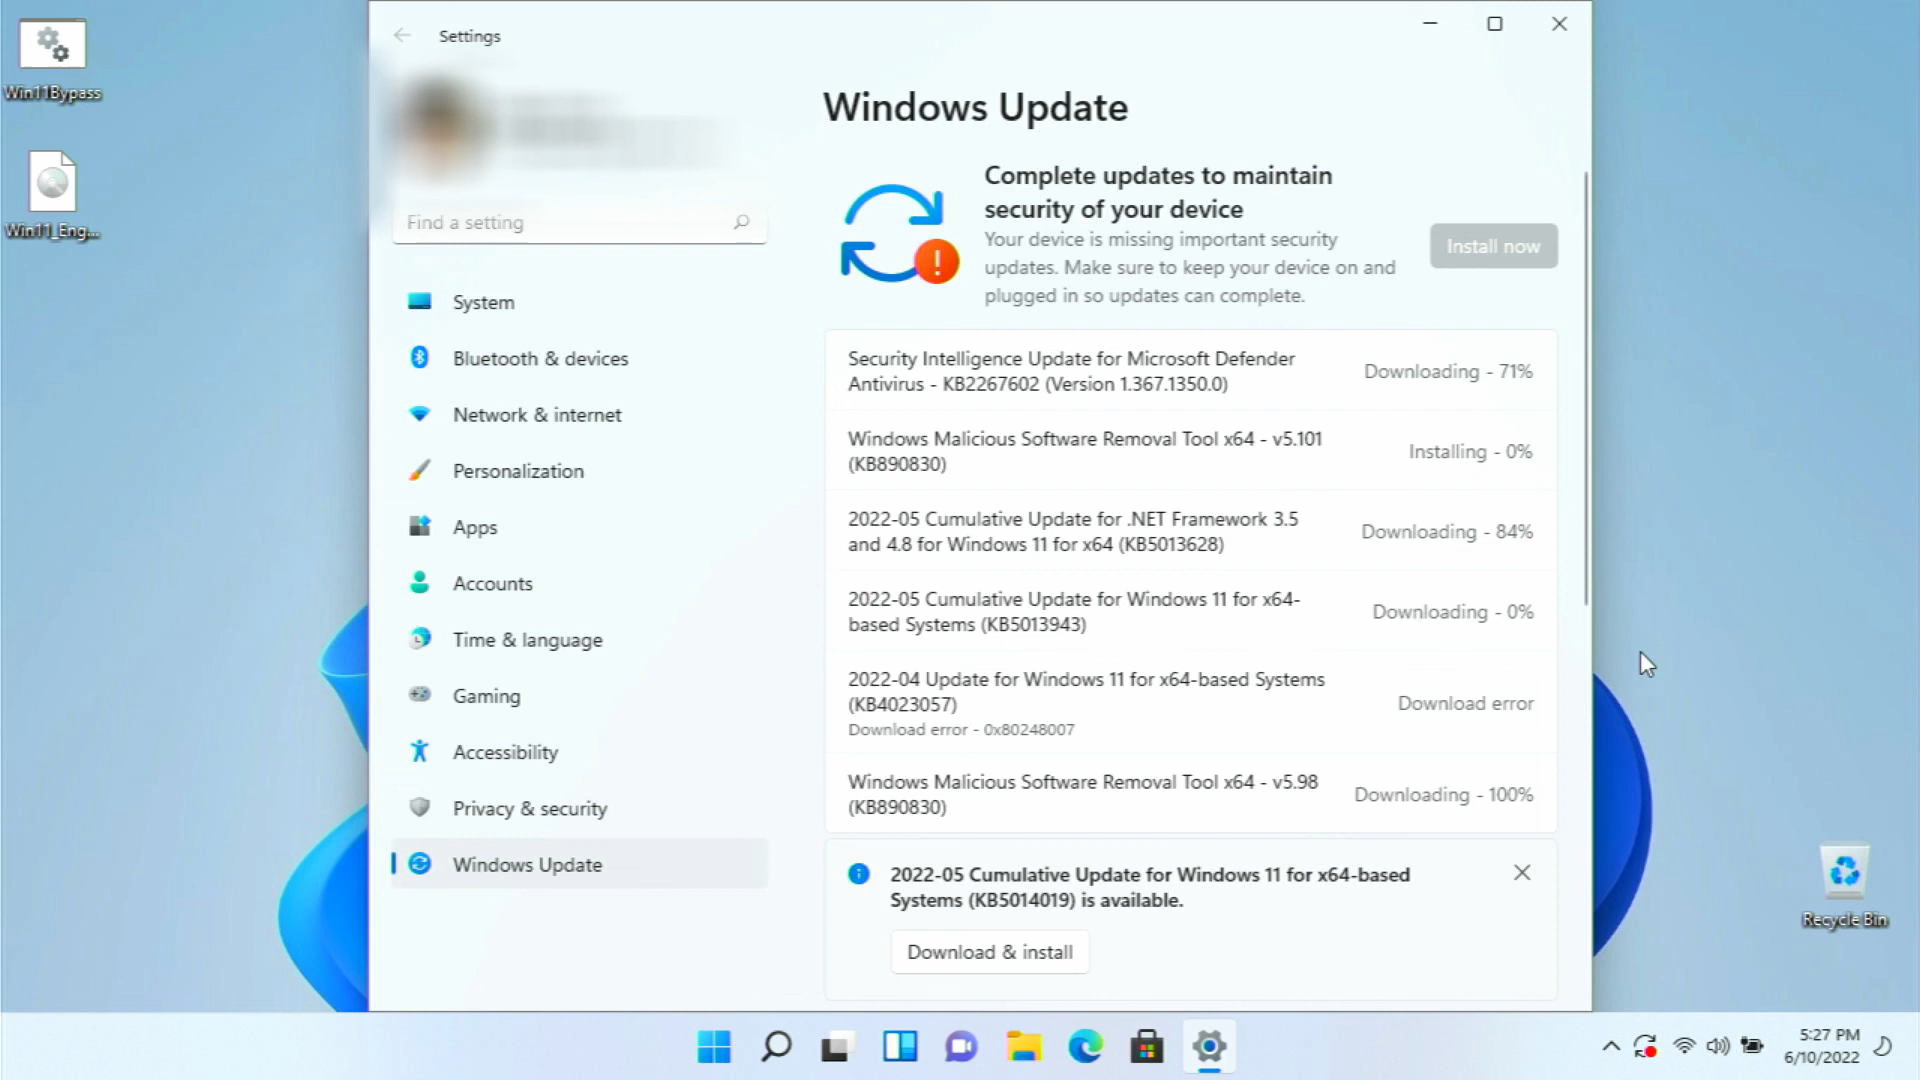 Win11Bypass
Win11_Eng...
Settings
Find a setting
System
Bluetooth & devices
Network & internet
Personalization
Apps
Accounts
Time & language
Gaming
Accessibility
Privacy & security
Windows Update
Windows Update
Complete updates to maintain
security of your device
Your device is missing important security
updates. Make sure to keep your device on and
plugged in so updates can complete.
Install now
Security Intelligence Update for Microsoft Defender
Antivirus - KB2267602 (Version 1.367.1350.0)
Downloading - 71%
Windows Malicious Software Removal Tool x64 - v5.101
(KB890830)
Installing - 0%
2022-05 Cumulative Update for .NET Framework 3.5
and 4.8 for Windows 11 for x64 (KB5013628)
Downloading - 84%
2022-05 Cumulative Update for Windows 11 for x64-
based Systems (KB5013943)
Downloading - 0%
2022-04 Update for Windows 11 for x64-based Systems
(KB4023057)
Download error - 0x80248007
Download error
Windows Malicious Software Removal Tool x64 - v5.98
(KB890830)
Downloading - 100%
2022-05 Cumulative Update for Windows 11 for x64-based
Systems (KB5014019) is available.
Download & install
Recycle Bin
5:27 PM
6/10/2022